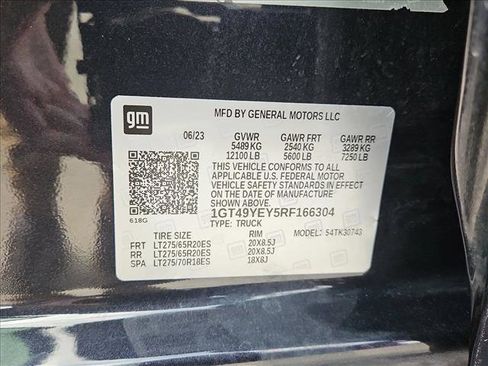 gm
MFD BY GENERAL MOTORS LLC
06/23 GVWR GAWR FRT GAWR RR
5489 KG 2540 KG 3289 KG
12100 LB 5600 LB 7250 LB
THIS VEHICLE CONFORMS TO ALL
APPLICABLE U.S. FEDERAL MOTOR
VEHICLE SAFETY STANDARDS IN
EFFECT ON THE DATE OF MANUFACTURE
SHOWN ABOVE.
1GT49YEY5RF166304
618G
TYPE: TRUCK MODEL: 54TK30743
TIRE SIZE RIM
FRT LT275/65R20ES 20X8.5J
RR LT275/65R20ES 20X8.5J
SPA LT275/70R18ES 18X8J